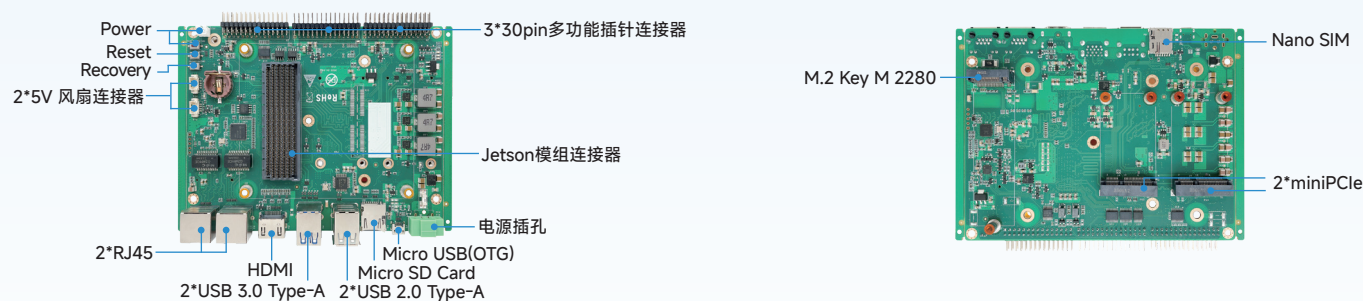 Power
Reset
Recovery
2*5V 风扇连接器
2*RJ45
HDMI
2*USB 3.0 Type-A
2*USB 2.0 Type-A
Micro SD Card
Micro USB(OTG)
电源插孔
Jetson模组连接器
3*30pin多功能插针连接器
RoHS
4R7
4R7
4R7
M.2 Key M 2280
Nano SIM
2*miniPCIe